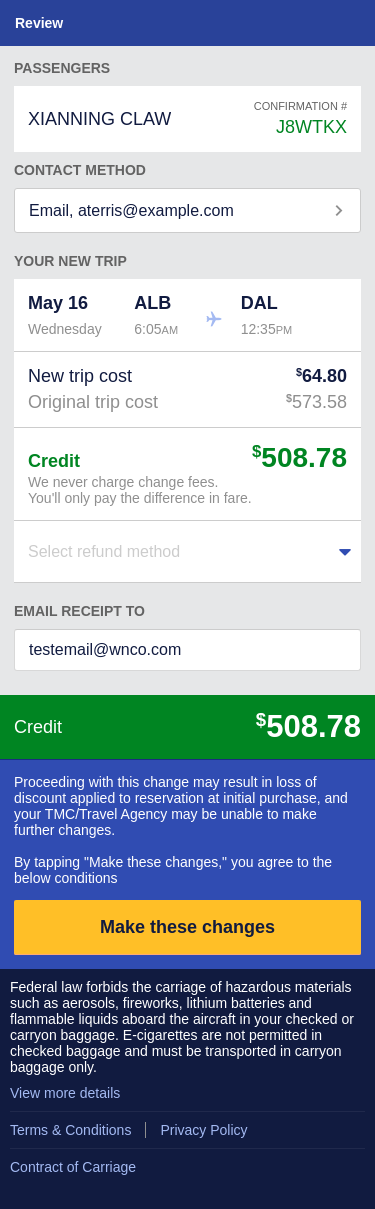 Review
PASSENGERS
XIANNING CLAW
CONFIRMATION #
J8WTKX
CONTACT METHOD
Email, aterris@example.com
YOUR NEW TRIP
May 16 ALB DAL
Wednesday 6:05AM 12:35PM
New trip cost $64.80
Original trip cost $573.58
Credit $508.78
We never charge change fees.
You'll only pay the difference in fare.
Select refund method
EMAIL RECEIPT TO
testemail@wnco.com
Credit $508.78
Proceeding with this change may result in loss of
discount applied to reservation at initial purchase, and
your TMC/Travel Agency may be unable to make
further changes.
By tapping "Make these changes," you agree to the
below conditions
Make these changes
Federal law forbids the carriage of hazardous materials
such as aerosols, fireworks, lithium batteries and
flammable liquids aboard the aircraft in your checked or
carryon baggage. E-cigarettes are not permitted in
checked baggage and must be transported in carryon
baggage only.
View more details
Terms & Conditions Privacy Policy
Contract of Carriage